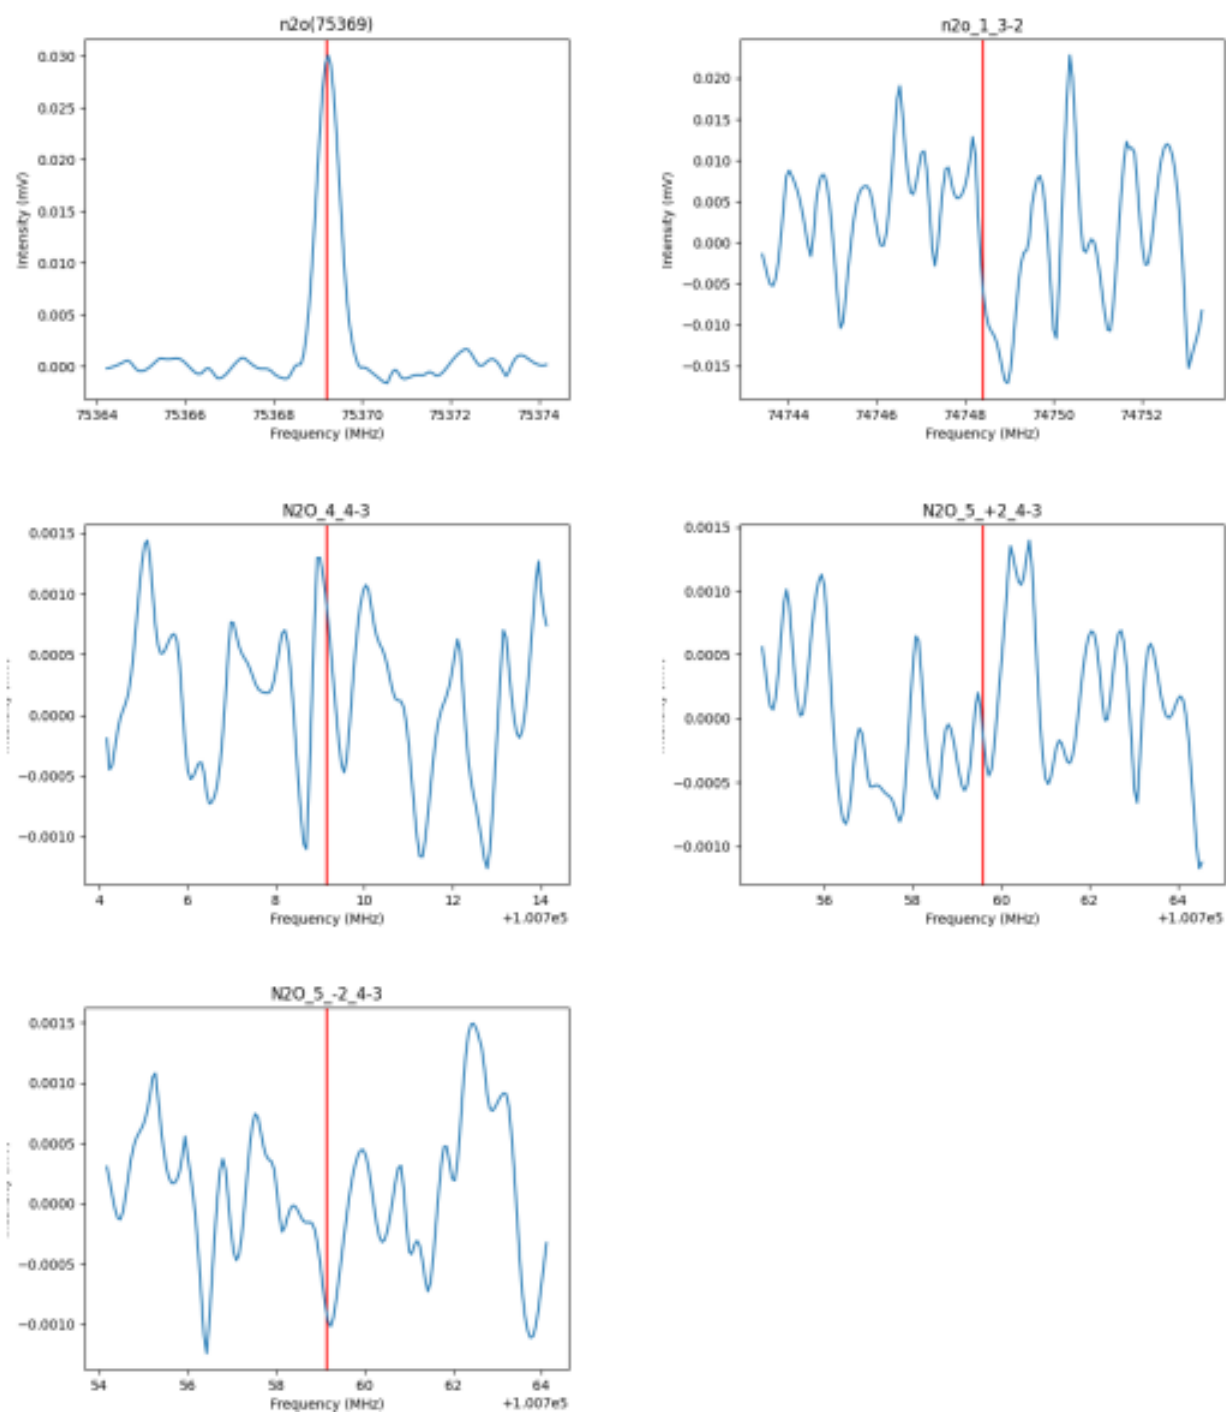 n2o(75369)
0.030
0.025
0.020
0.015
0.010
0.005
0.000
Intensity (mV)
75364 75366 75368 75370 75372 75374
Frequency (MHz)
n2o_1_3-2
0.020
0.015
0.010
0.005
0.000
−0.005
−0.010
−0.015
Intensity (mV)
74744 74746 74748 74750 74752
Frequency (MHz)
N2O_4_4-3
0.0015
0.0010
0.0005
0.0000
−0.0005
−0.0010
4 6 8 10 12 14
Frequency (MHz)
+1.007e5
N2O_5_+2_4-3
0.0015
0.0010
0.0005
0.0000
−0.0005
−0.0010
56 58 60 62 64
Frequency (MHz)
+1.007e5
N2O_5_-2_4-3
0.0015
0.0010
0.0005
0.0000
−0.0005
−0.0010
54 56 58 60 62 64
Frequency (MHz)
+1.007e5